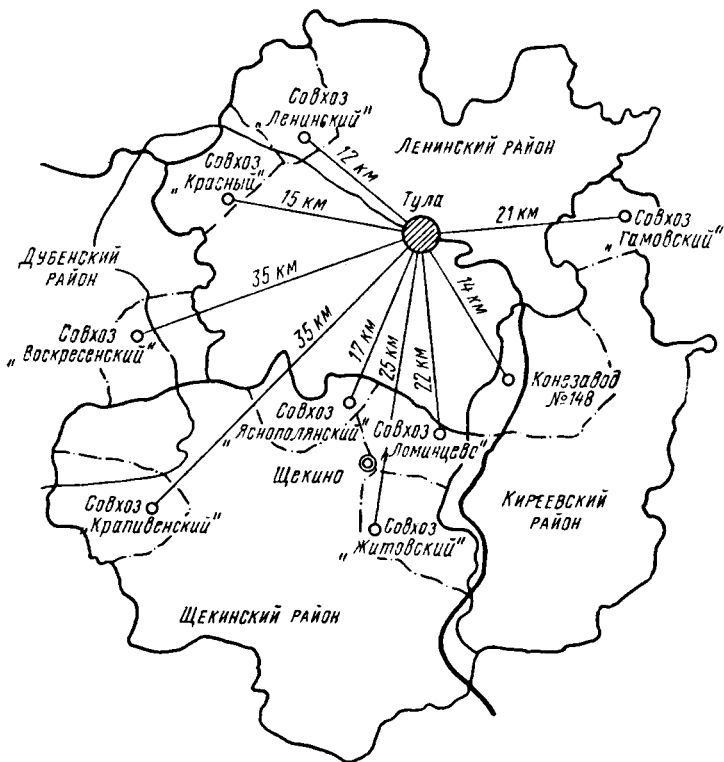 Совхоз
„Ленинский"
12 км
ЛЕНИНСКИЙ РАЙОН
Совхоз
„Красный"
15 км
Тула
21 км
Совхоз
„Гамовский"
ДУБЕНСКИЙ
РАЙОН
35 км
14 км
35 км
17 км
25 км
22 км
Совхоз
„Воскресенский"
Конезавод
№148
Совхоз
„Яснополянский"
Совхоз
„Ломинцево"
Щекино
Совхоз
„Крапивенский"
Совхоз
„Житовский"
КИРЕЕВСКИЙ
РАЙОН
ЩЕКИНСКИЙ РАЙОН